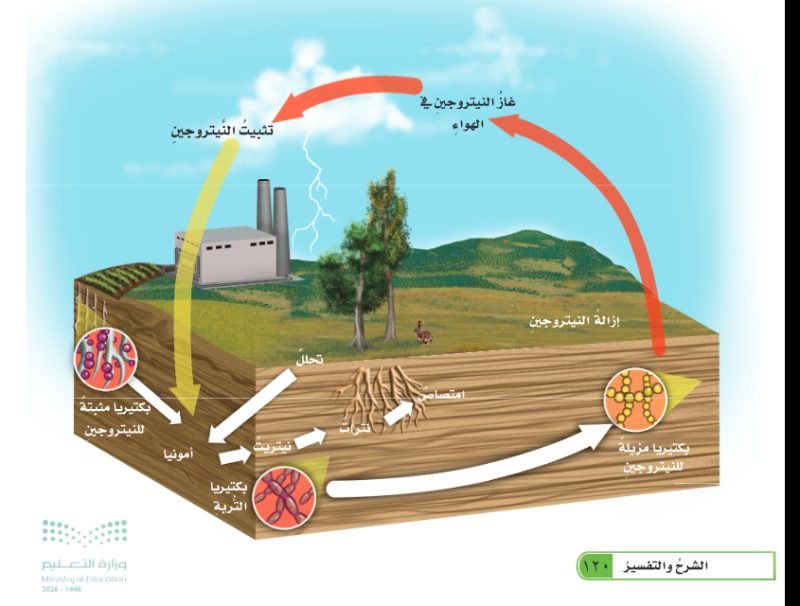 غازُ النيتروجينِ في
الهواءِ
تثبيتُ النَّيتروجينِ
إزالةُ النيتروجين
تحللٌ
امتصاصٌ
بكتيريا مثبتةٌ
للنيتروجين
نترات
نيتريت
أمونيا
بكتيريا مزيلةٌ
للنيتروجين
بكتيريا
التُّربة
وزارة التعليم
Ministry of Education
2026 - 1448
الشرحُ والتفسيرُ ١٢٠